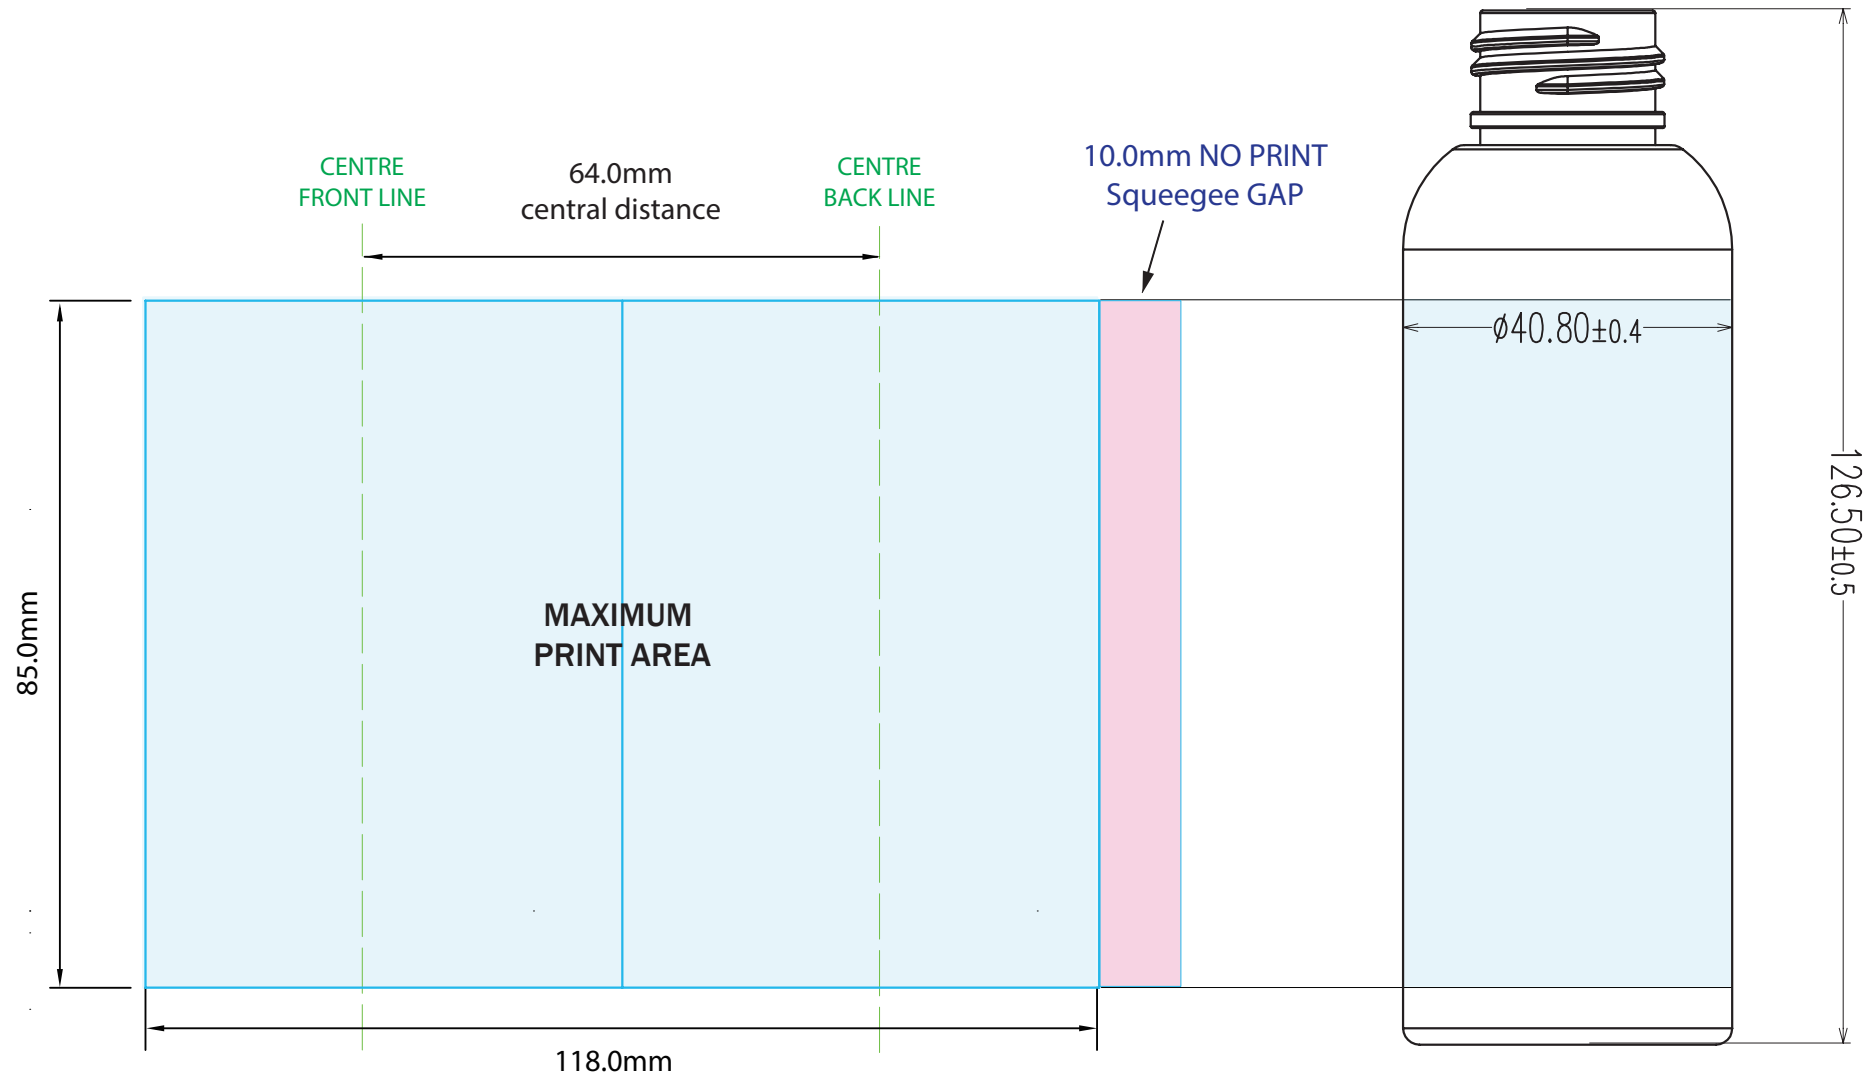 CENTRE
FRONT LINE
64.0mm
central distance
CENTRE
BACK LINE
10.0mm NO PRINT
Squeegee GAP
ø40.80±0.4
126.50±0.5
MAXIMUM
PRINT AREA
85.0mm
118.0mm